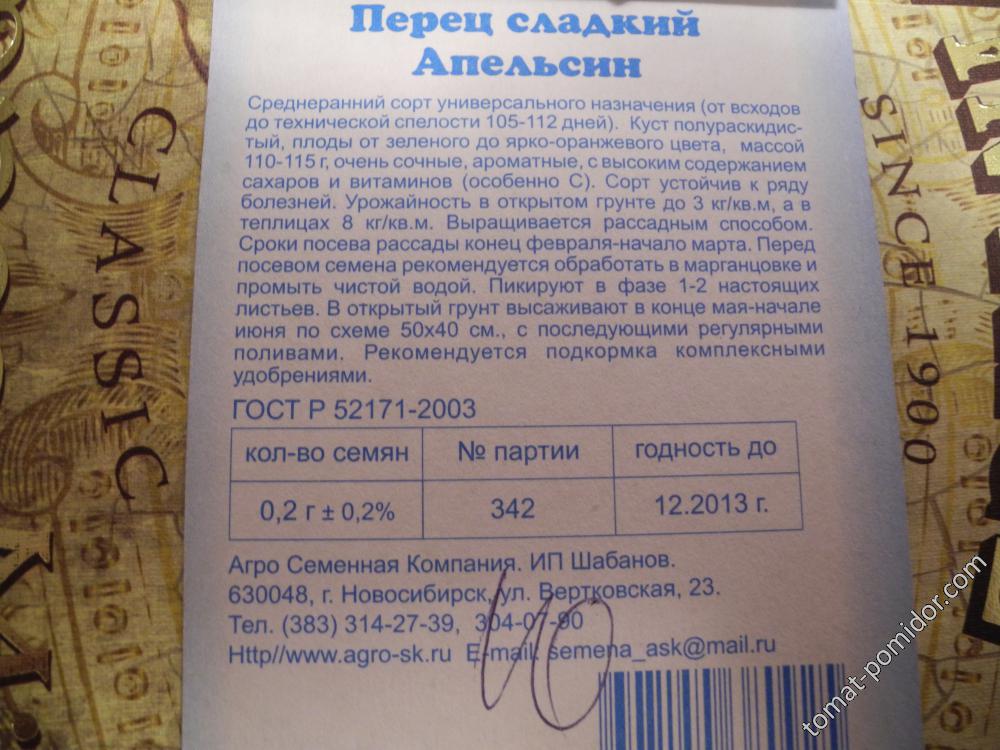 Перец сладкий
Апельсин
Среднеранний сорт универсального назначения (от всходов
до технической спелости 105-112 дней). Куст полураскидис-
тый, плоды от зеленого до ярко-оранжевого цвета, массой
110-115 г, очень сочные, ароматные, с высоким содержанием
сахаров и витаминов (особенно С). Сорт устойчив к ряду
болезней. Урожайность в открытом грунте до 3 кг/кв.м, а в
теплицах 8 кг/кв.м. Выращивается рассадным способом.
Сроки посева рассады конец февраля-начало марта. Перед
посевом семена рекомендуется обработать в марганцовке и
промыть чистой водой. Пикируют в фазе 1-2 настоящих
листьев. В открытый грунт высаживают в конце мая-начале
июня по схеме 50х40 см., с последующими регулярными
поливами. Рекомендуется подкормка комплексными
удобрениями.
ГОСТ Р 52171-2003
кол-во семян № партии годность до
0,2 г ± 0,2% 342 12.2013 г.
Агро Семенная Компания. ИП Шабанов.
630048, г. Новосибирск, ул. Вертковская, 23.
Тел. (383) 314-27-39, 304-07-90
Http//www.agro-sk.ru E-mail: semena_ask@mail.ru
CLASSIC
SINCE 1900
tomat-pomidor.com